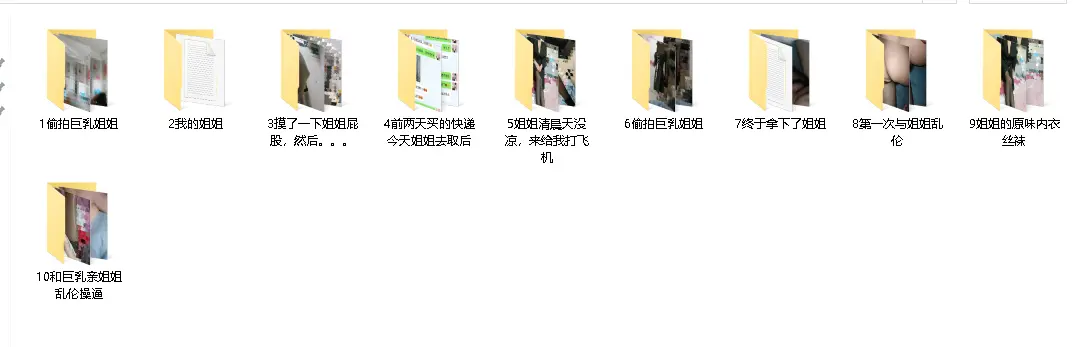 1偷拍巨乳姐姐
2我的姐姐
3摸了一下姐姐屁
股，然后。。。
4前两天买的快递
今天姐姐去取后
5姐姐清晨天没
凉，来给我打飞
机
6偷拍巨乳姐姐
7终于拿下了姐姐
8第一次与姐姐乱
伦
9姐姐的原味内衣
丝袜
10和巨乳亲姐姐
乱伦操逼